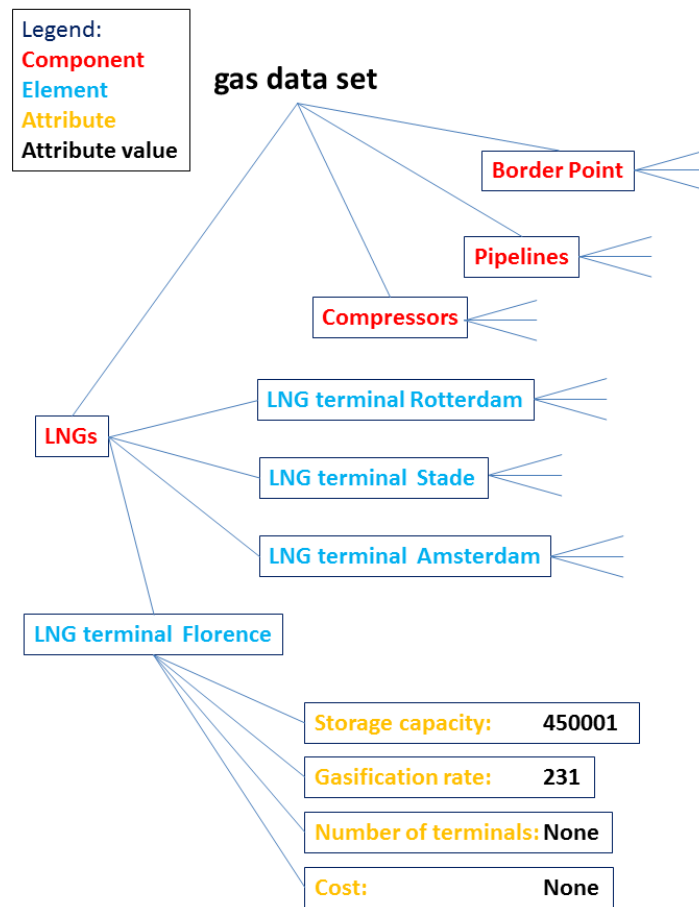 Legend:
Component
Element
Attribute
Attribute value
gas data set
Border Point
Pipelines
Compressors
LNG terminal Rotterdam
LNGs
LNG terminal Stade
LNG terminal Amsterdam
LNG terminal Florence
Storage capacity: 450001
Gasification rate: 231
Number of terminals: None
Cost: None